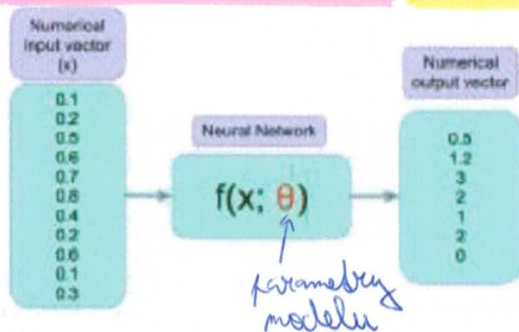 Numerical
input vector
(x)
0.1
0.2
0.5
0.6
0.7
0.8
0.4
0.2
0.6
0.1
0.3
Neural Network
f(x; θ)
parametry
modelu
Numerical
output vector
0.5
1.2
3
2
1
2
0